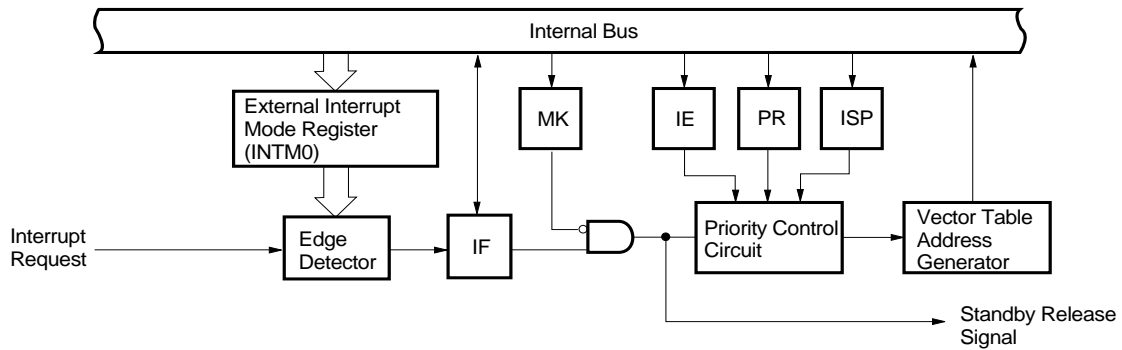 Internal Bus
External Interrupt
Mode Register
(INTM0)
MK
IE
PR
ISP
Interrupt
Request
Edge
Detector
IF
Priority Control
Circuit
Vector Table
Address
Generator
Standby Release
Signal